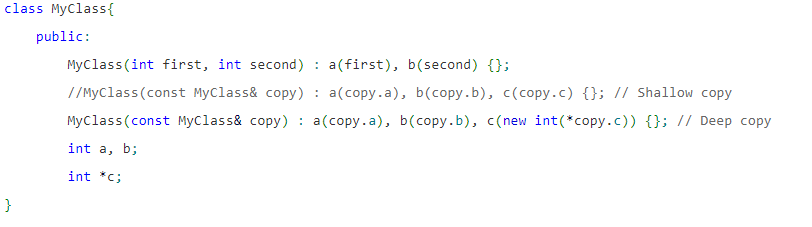 class MyClass{
public:
MyClass(int first, int second) : a(first), b(second) {};
//MyClass(const MyClass& copy) : a(copy.a), b(copy.b), c(copy.c) {}; // Shallow copy
MyClass(const MyClass& copy) : a(copy.a), b(copy.b), c(new int(*copy.c)) {}; // Deep copy
int a, b;
int *c;
}